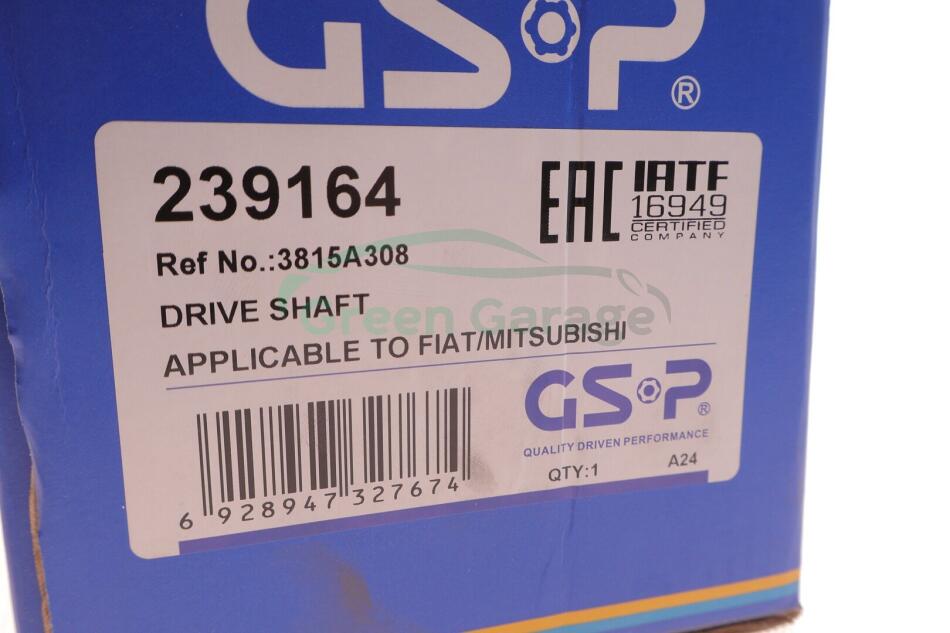 GSP®
239164
EAC
IATF
16949
CERTIFIED
COMPANY
Ref No.:3815A308
DRIVE SHAFT
Green Garage
APPLICABLE TO FIAT/MITSUBISHI
GSP®
QUALITY DRIVEN PERFORMANCE
QTY:1 A24
6 928947 327674